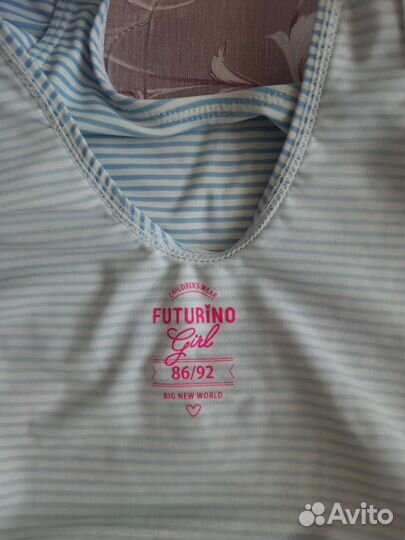 CHILDREN'S WEAR
FUTURINO
Girl
86/92
BIG NEW WORLD
Avito